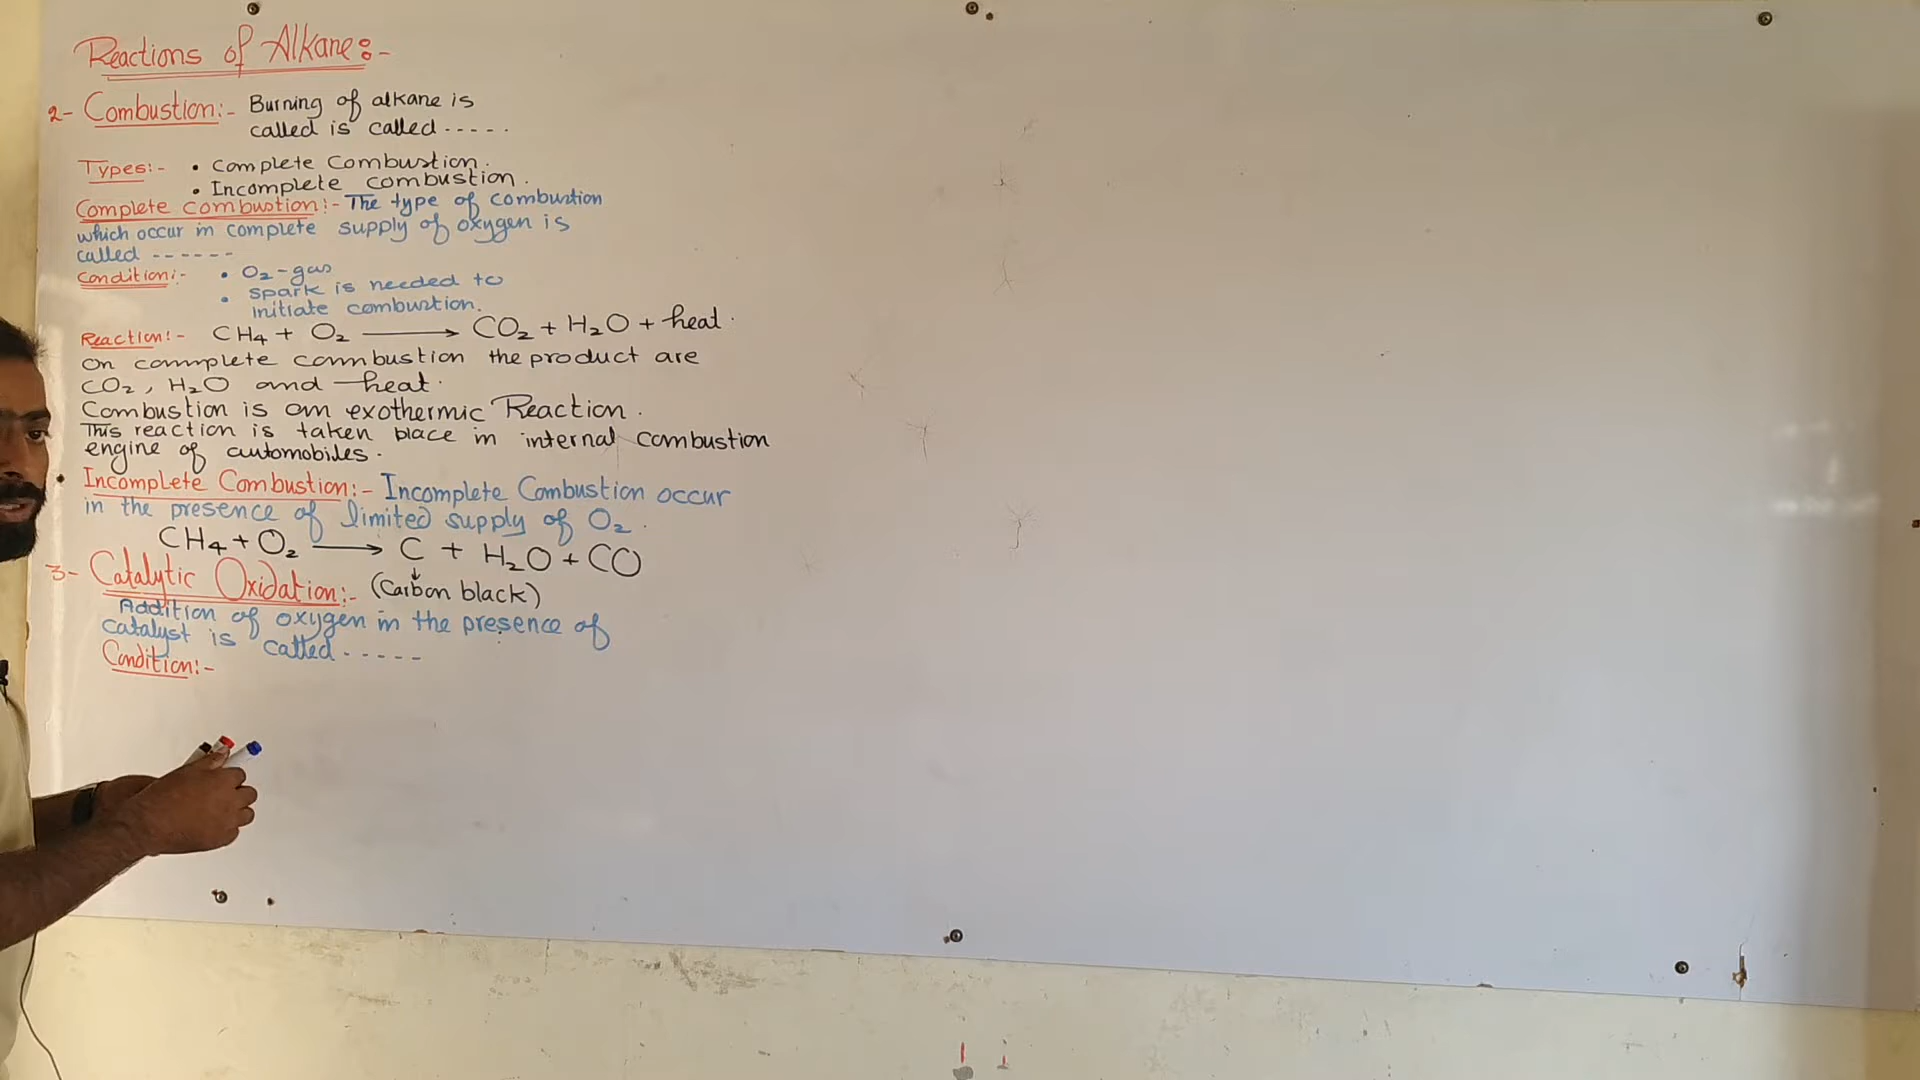 Reactions of Alkane:-
2- Combustion:- Burning of alkane is
called is called -----
Types:- • Complete Combustion.
• Incomplete combustion.
Complete combustion:- The type of combustion
which occur in complete supply of oxygen is
called ------
Condition:- • O₂-gas
• spark is needed to
initiate combustion.
Reaction:- CH₄ + O₂ ⟶ CO₂ + H₂O + heat.
On complete combustion the product are
CO₂, H₂O and heat.
Combustion is an exothermic Reaction.
This reaction is taken place in internal combustion
engine of automobiles.
• Incomplete Combustion:- Incomplete Combustion occur
in the presence of limited supply of O₂.
CH₄ + O₂ ⟶ C + H₂O + CO
3- Catalytic Oxidation:- (Carbon black)
Addition of oxygen in the presence of
catalyst is called -----
Condition:-